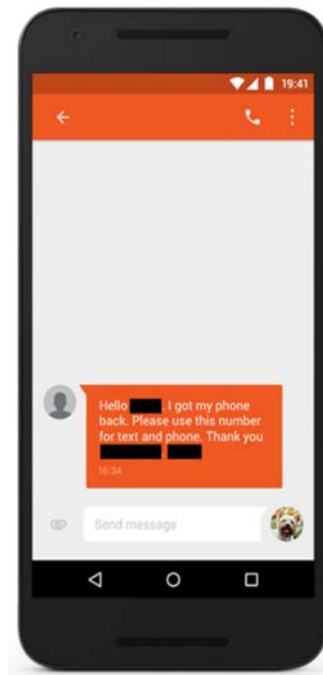 19:41
Hello . I got my phone
back. Please use this number
for text and phone. Thank you
.
16:34
Send message